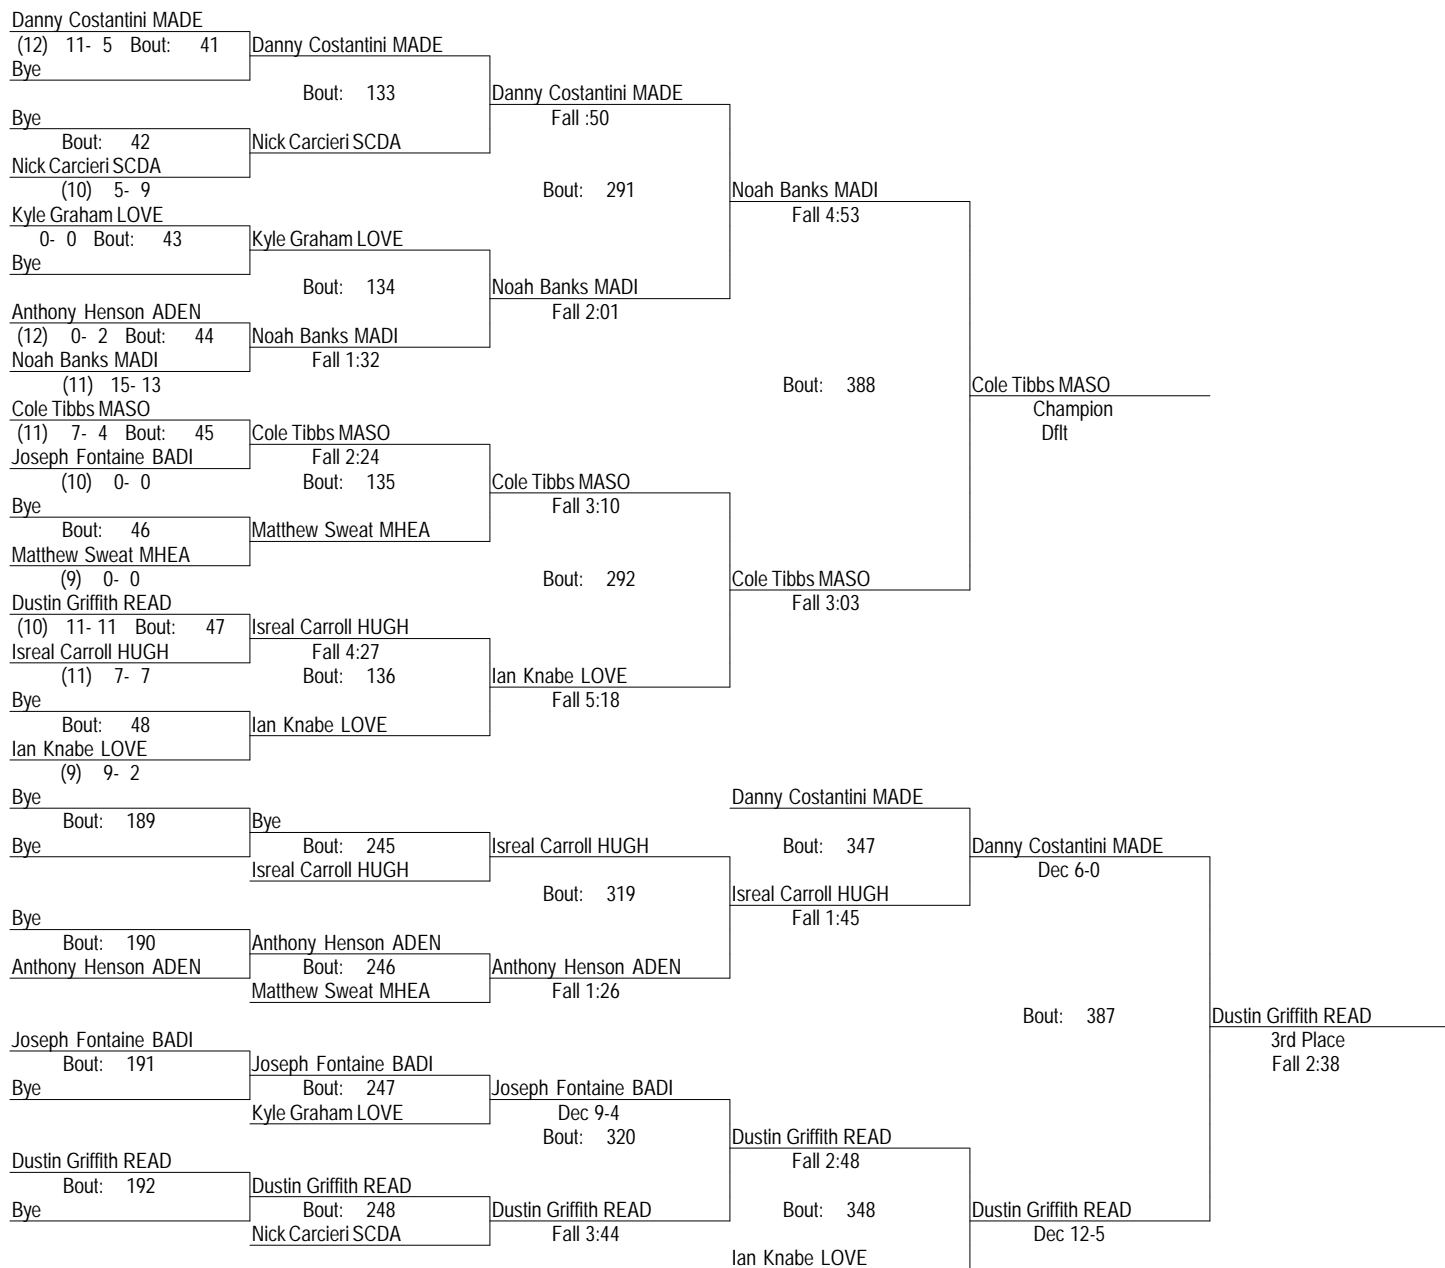 Danny Costantini MADE
(12) 11- 5 Bout: 41 Danny Costantini MADE
Bye
Bout: 133 Danny Costantini MADE
Bye Fall :50
Bout: 42 Nick Carcieri SCDA
Nick Carcieri SCDA
(10) 5- 9 Bout: 291 Noah Banks MADI
Kyle Graham LOVE Fall 4:53
0- 0 Bout: 43 Kyle Graham LOVE
Bye
Bout: 134 Noah Banks MADI
Anthony Henson ADEN Fall 2:01
(12) 0- 2 Bout: 44 Noah Banks MADI
Noah Banks MADI Fall 1:32
(11) 15- 13 Bout: 388 Cole Tibbs MASO
Cole Tibbs MASO Champion
(11) 7- 4 Bout: 45 Cole Tibbs MASO Dflt
Joseph Fontaine BADI Fall 2:24
(10) 0- 0 Bout: 135 Cole Tibbs MASO
Bye Fall 3:10
Bout: 46 Matthew Sweat MHEA
Matthew Sweat MHEA
(9) 0- 0 Bout: 292 Cole Tibbs MASO
Dustin Griffith READ Fall 3:03
(10) 11- 11 Bout: 47 Isreal Carroll HUGH
Isreal Carroll HUGH Fall 4:27
(11) 7- 7 Bout: 136 Ian Knabe LOVE
Bye Fall 5:18
Bout: 48 Ian Knabe LOVE
Ian Knabe LOVE
(9) 9- 2
Bye Danny Costantini MADE
Bout: 189 Bye
Bye Bout: 245 Isreal Carroll HUGH Bout: 347 Danny Costantini MADE
Isreal Carroll HUGH Dec 6-0
Bout: 319 Isreal Carroll HUGH
Bye Fall 1:45
Bout: 190 Anthony Henson ADEN
Anthony Henson ADEN Bout: 246 Anthony Henson ADEN
Matthew Sweat MHEA Fall 1:26
Bout: 387 Dustin Griffith READ
Joseph Fontaine BADI 3rd Place
Bout: 191 Joseph Fontaine BADI Fall 2:38
Bye Bout: 247 Joseph Fontaine BADI
Kyle Graham LOVE Dec 9-4
Bout: 320 Dustin Griffith READ
Dustin Griffith READ Fall 2:48
Bout: 192 Dustin Griffith READ
Bye Bout: 248 Dustin Griffith READ Bout: 348 Dustin Griffith READ
Nick Carcieri SCDA Fall 3:44 Dec 12-5
Ian Knabe LOVE